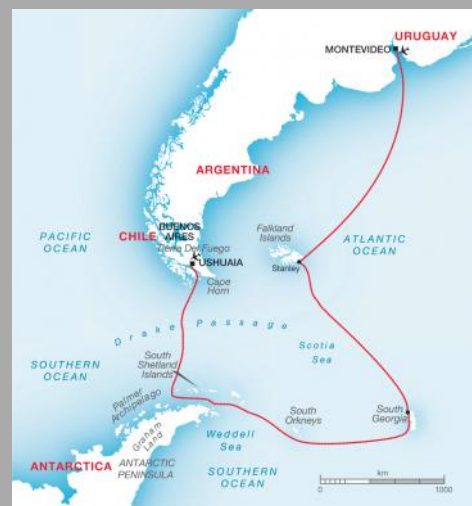 URUGUAY
MONTEVIDEO
ARGENTINA
PACIFIC
OCEAN
CHILE
BUENOS
AIRES
Tierra Del Fuego
USHUAIA
Cape
Horn
Falkland
Islands
Stanley
ATLANTIC
OCEAN
Drake Passage
Scotia
Sea
SOUTHERN
OCEAN
South
Shetland
Islands
Palmer
Archipelago
Graham
Land
South
Orkneys
South
Georgia
Weddell
Sea
ANTARCTICA
ANTARCTIC
PENINSULA
SOUTHERN
OCEAN
km
0 1000